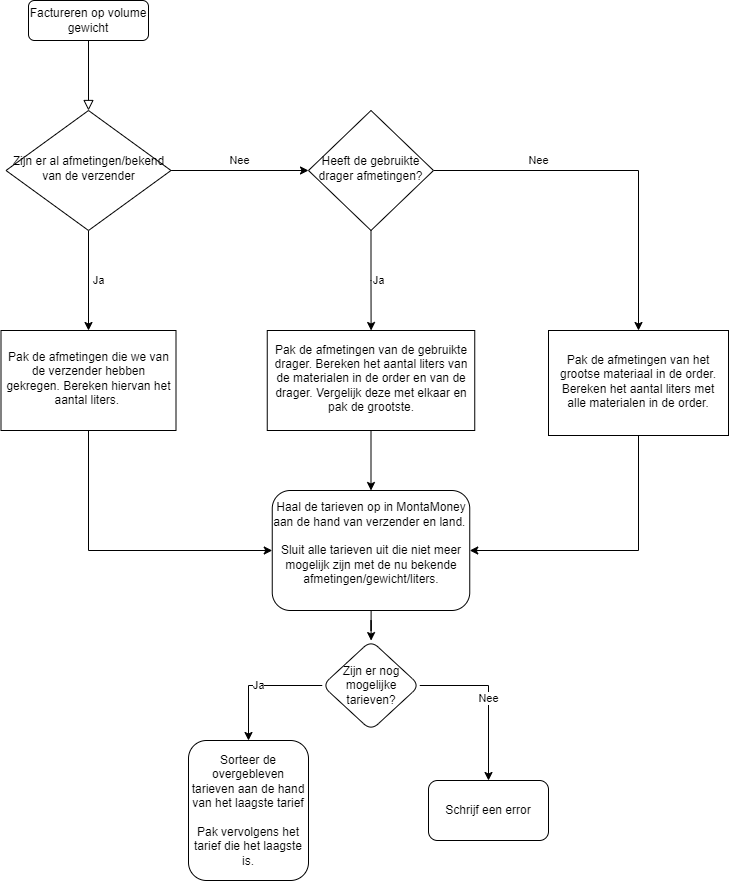 Factureren op volume
gewicht
Zijn er al afmetingen/bekend
van de verzender
Nee
Heeft de gebruikte
drager afmetingen?
Nee
Ja
Ja
Pak de afmetingen die we van
de verzender hebben
gekregen. Bereken hiervan het
aantal liters.
Pak de afmetingen van de gebruikte
drager. Bereken het aantal liters van
de materialen in de order en van de
drager. Vergelijk deze met elkaar en
pak de grootste.
Pak de afmetingen van het
grootse materiaal in de order.
Bereken het aantal liters met
alle materialen in de order.
Haal de tarieven op in MontaMoney
aan de hand van verzender en land.
Sluit alle tarieven uit die niet meer
mogelijk zijn met de nu bekende
afmetingen/gewicht/liters.
Zijn er nog
mogelijke
tarieven?
Ja
Nee
Sorteer de
overgebleven
tarieven aan de hand
van het laagste tarief
Pak vervolgens het
tarief die het laagste
is.
Schrijf een error